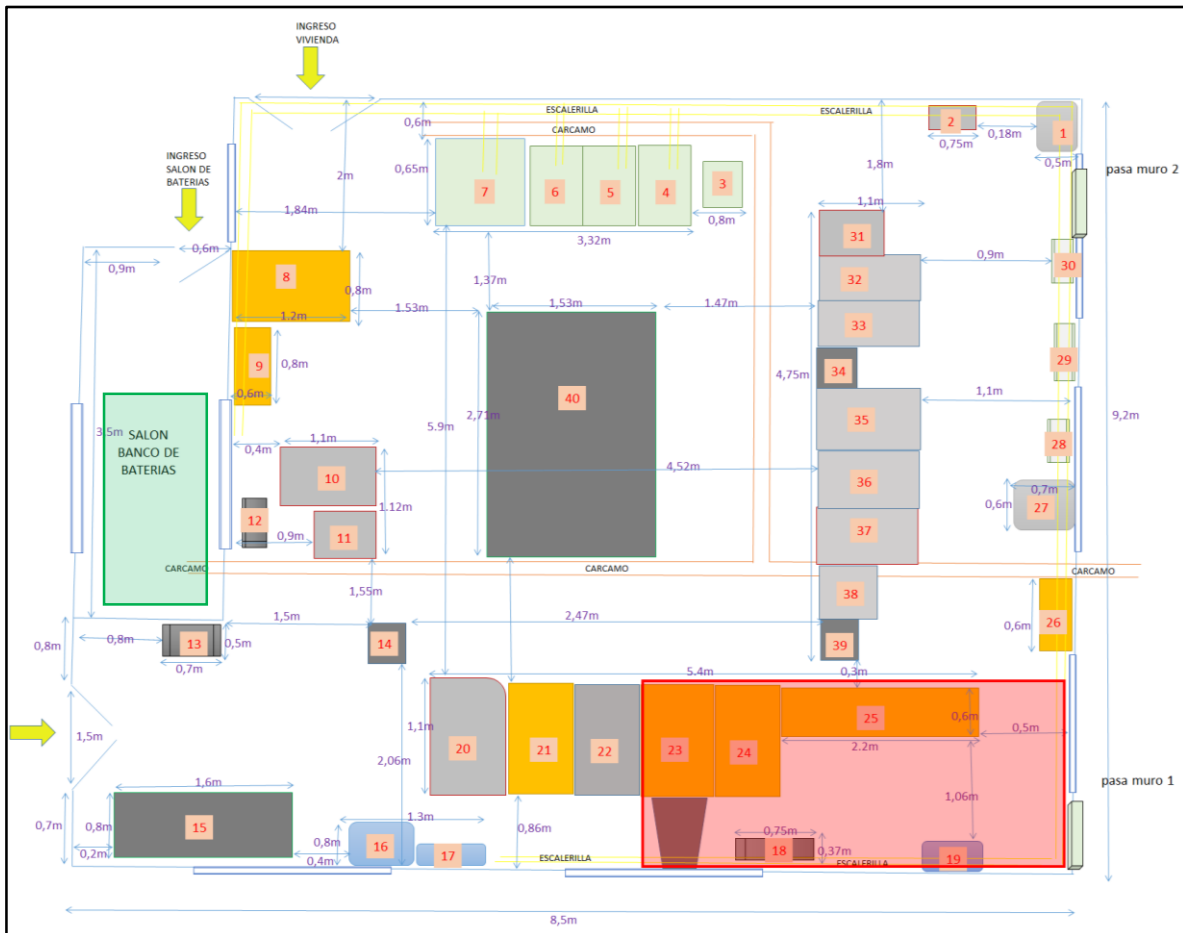 INGRESO
VIVIENDA
ESCALERILLA
ESCALERILLA
CARCAMO
0,6m
2
1
0,18m
0,75m
0,5m
INGRESO
SALON DE
BATERIAS
0,65m
2m
7
6
5
4
3
1,8m
pasa muro 2
1,84m
0,8m
1,1m
3,32m
31
0,6m
0,9m
8
0,8m
1,37m
32
0,9m
30
1.2m
1.53m
1,53m
1.47m
33
9
0,8m
34
29
4,75m
0,6m
40
2,71m
1,1m
9,2m
3,5m
SALON
BANCO DE
BATERIAS
5.9m
35
0,4m
1,1m
4,52m
28
10
36
0,7m
27
0,6m
12
1.12m
0,9m
11
37
CARCAMO
CARCAMO
CARCAMO
1,55m
38
26
0,6m
0,8m
0,8m
13
0,5m
1,5m
14
2,47m
39
0,7m
5.4m
0,3m
1,5m
1,1m
20
21
22
23
24
25
0,6m
0,5m
2,06m
2.2m
pasa muro 1
1,6m
1,06m
0,7m
0,8m
15
0,2m
1.3m
0,86m
0,75m
0,8m
16
17
0,4m
ESCALERILLA
18
0,37m
ESCALERILLA
19
8,5m